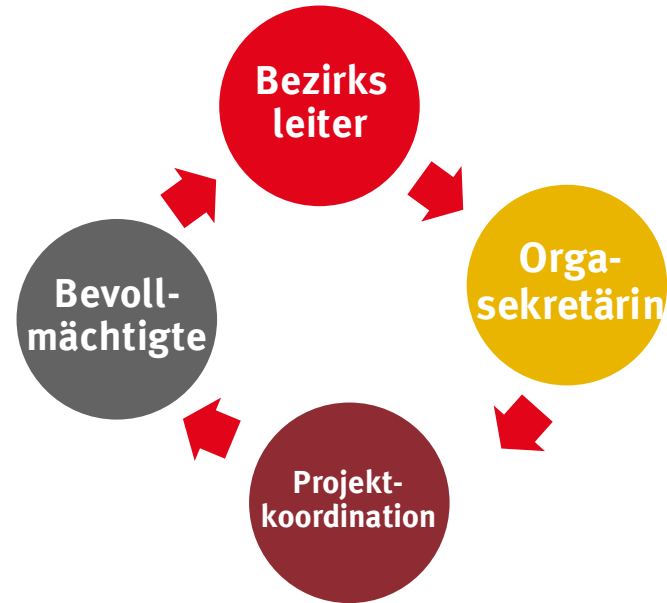 Bezirks
leiter
Orga-
sekretärin
Bevoll-
mächtigte
Projekt-
koordination